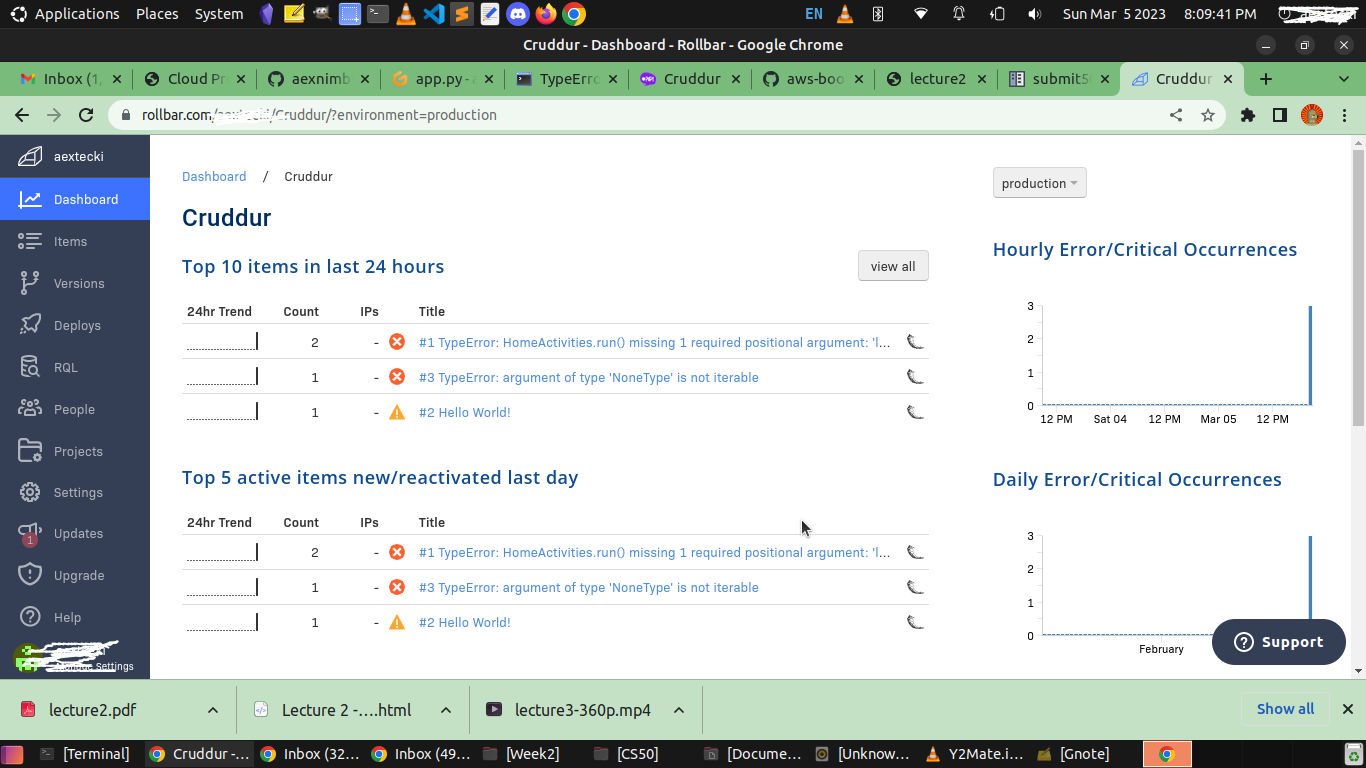 Applications Places System EN Sun Mar 5 2023 8:09:41 PM
Cruddur - Dashboard - Rollbar - Google Chrome
Inbox (1, Cloud Pr aexnimb app.py - TypeErro Cruddur aws-boo lecture2 submit5 Cruddur
rollbar.com/ /Cruddur/?environment=production
aextecki
Dashboard
Items
Versions
Deploys
RQL
People
Projects
Settings
Updates
1
Upgrade
Help
Settings
Dashboard / Cruddur
production
Cruddur
Top 10 items in last 24 hours
view all
24hr Trend Count IPs Title
2 - #1 TypeError: HomeActivities.run() missing 1 required positional argument: 'l...
1 - #3 TypeError: argument of type 'NoneType' is not iterable
1 - #2 Hello World!
Top 5 active items new/reactivated last day
24hr Trend Count IPs Title
2 - #1 TypeError: HomeActivities.run() missing 1 required positional argument: 'l...
1 - #3 TypeError: argument of type 'NoneType' is not iterable
1 - #2 Hello World!
Hourly Error/Critical Occurrences
3
2
1
0
12 PM Sat 04 12 PM Mar 05 12 PM
Daily Error/Critical Occurrences
3
2
1
0
February
Support
lecture2.pdf Lecture 2 -....html lecture3-360p.mp4 Show all
[Terminal] Cruddur -... Inbox (32... Inbox (49... [Week2] [CS50] [Docume... [Unknow... Y2Mate.i... [Gnote]